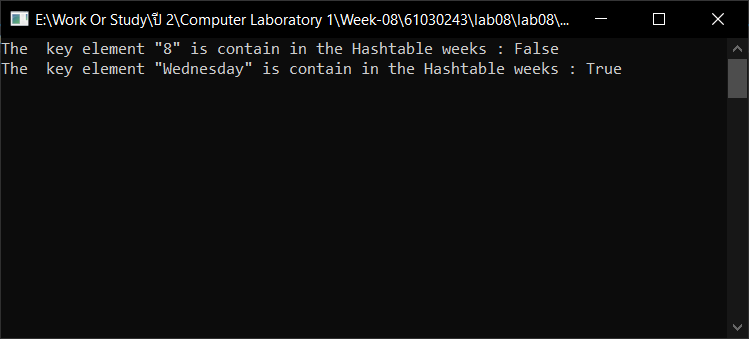 E:\Work Or Study\ปี 2\Computer Laboratory 1\Week-08\61030243\lab08\lab08\...
The  key element "8" is contain in the Hashtable weeks : False
The  key element "Wednesday" is contain in the Hashtable weeks : True